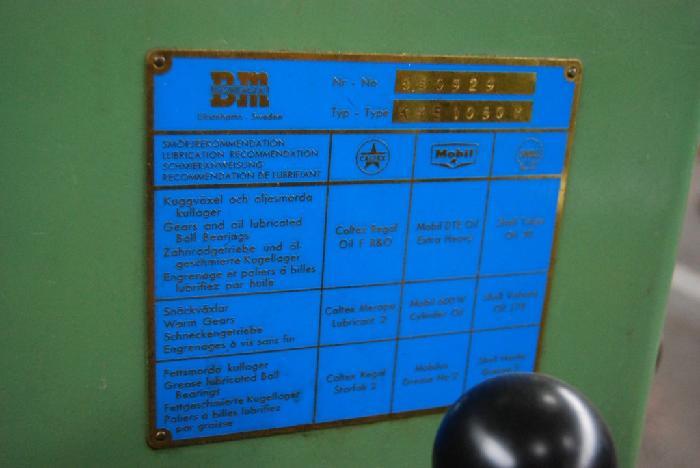 BM
Nr - No
Typ - Type
Sweden
SMÖRJREKOMMENDATION
LUBRICATION RECOMMENDATION
SCHMIERANWEISUNG
RECOMMENDATION DE LUBRIFIANT
CALTEX
Mobil
Kuggväxel och oljesmorda
kullager
Gears and oil lubricated
Ball Bearings
Zahnradgetriebe und öl-
geschmierte Kugellager
Engrenage et paliers à billes
lubrifiez par huile
Caltex Regal
Oil F R&O
Mobil DTE Oil
Extra Heavy
Snäckväxlar
Worm Gears
Schneckengetriebe
Engrenages à vis sans fin
Caltex Meropa
Lubricant 2
Mobil 600 W
Cylinder Oil
Fettsmorda kullager
Grease lubricated Ball
Bearings
Fettgeschmierte Kugellager
Paliers à billes lubrifiez
par graisse
Caltex Regal
Starfak 2
Mobilux
Grease No 2